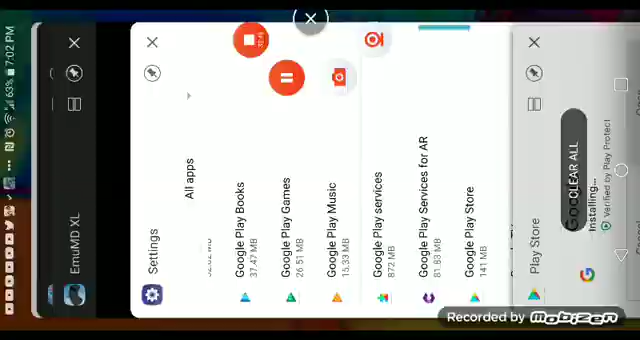 7:02 PM
63%
EmuMD XL
Settings
All apps
Google Play Books
37.47 MB
Google Play Games
26.51 MB
Google Play Music
15.33 MB
Google Play services
872 MB
Google Play Services for AR
81.83 MB
Google Play Store
141 MB
Play Store
CLEAR ALL
Installing...
Verified by Play Protect
Recorded by Mobizen